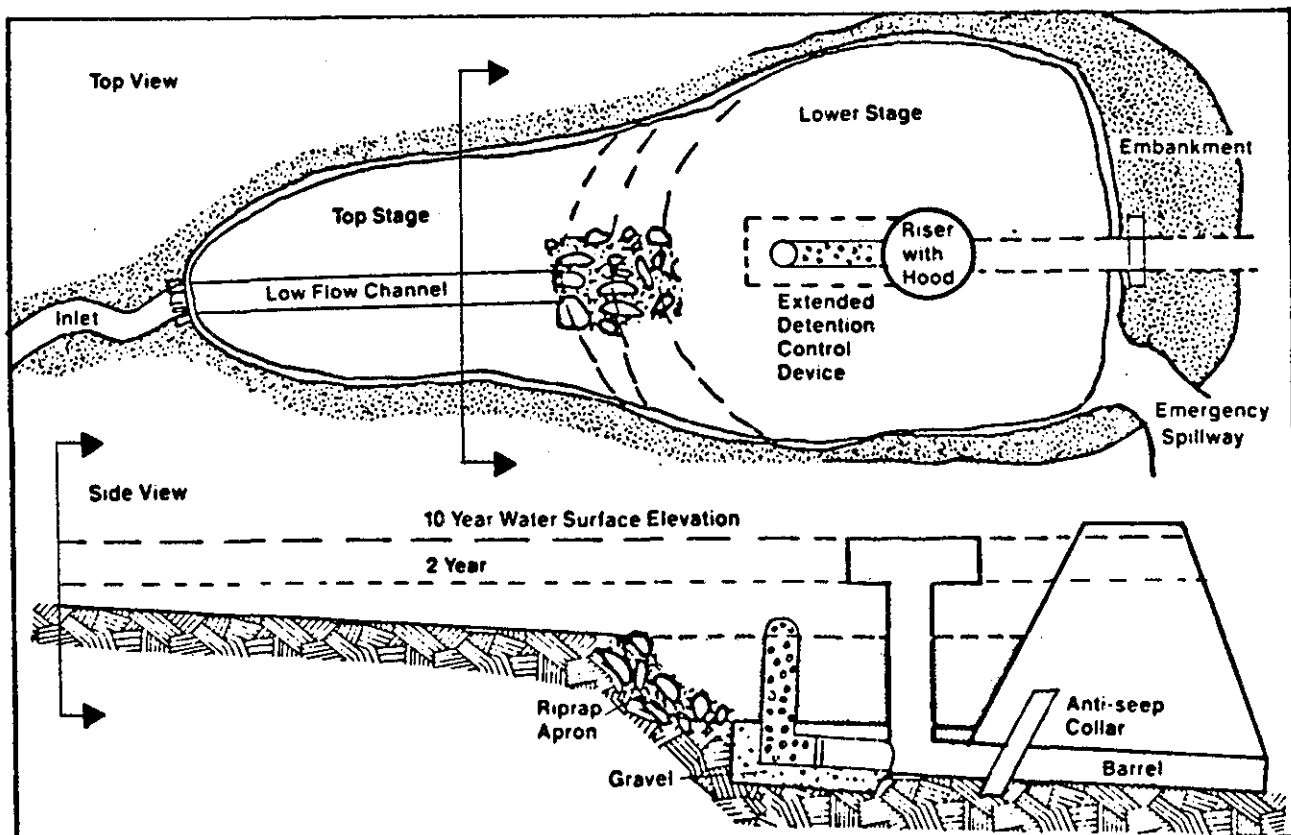 Top View
Lower Stage
Embankment
Top Stage
Riser
with
Hood
Low Flow Channel
Inlet
Extended
Detention
Control
Device
Emergency
Spillway
Side View
10 Year Water Surface Elevation
2 Year
Riprap
Apron
Anti-seep
Collar
Gravel
Barrel